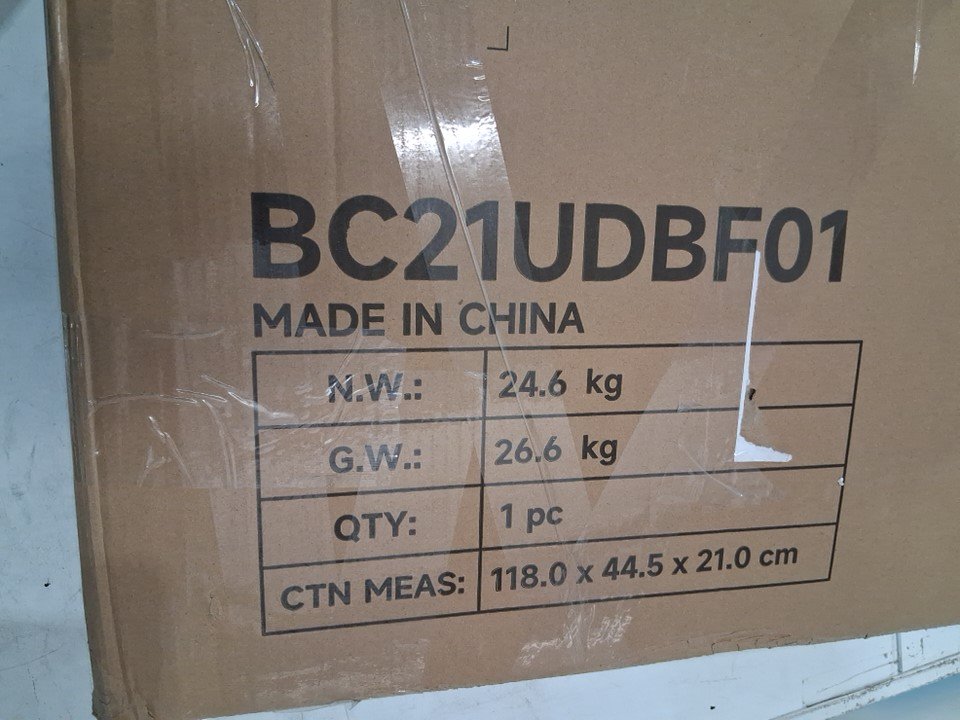 BC21UDBF01
MADE IN CHINA
N.W.: 24.6 kg
G.W.: 26.6 kg
QTY: 1 pc
CTN MEAS: 118.0 x 44.5 x 21.0 cm